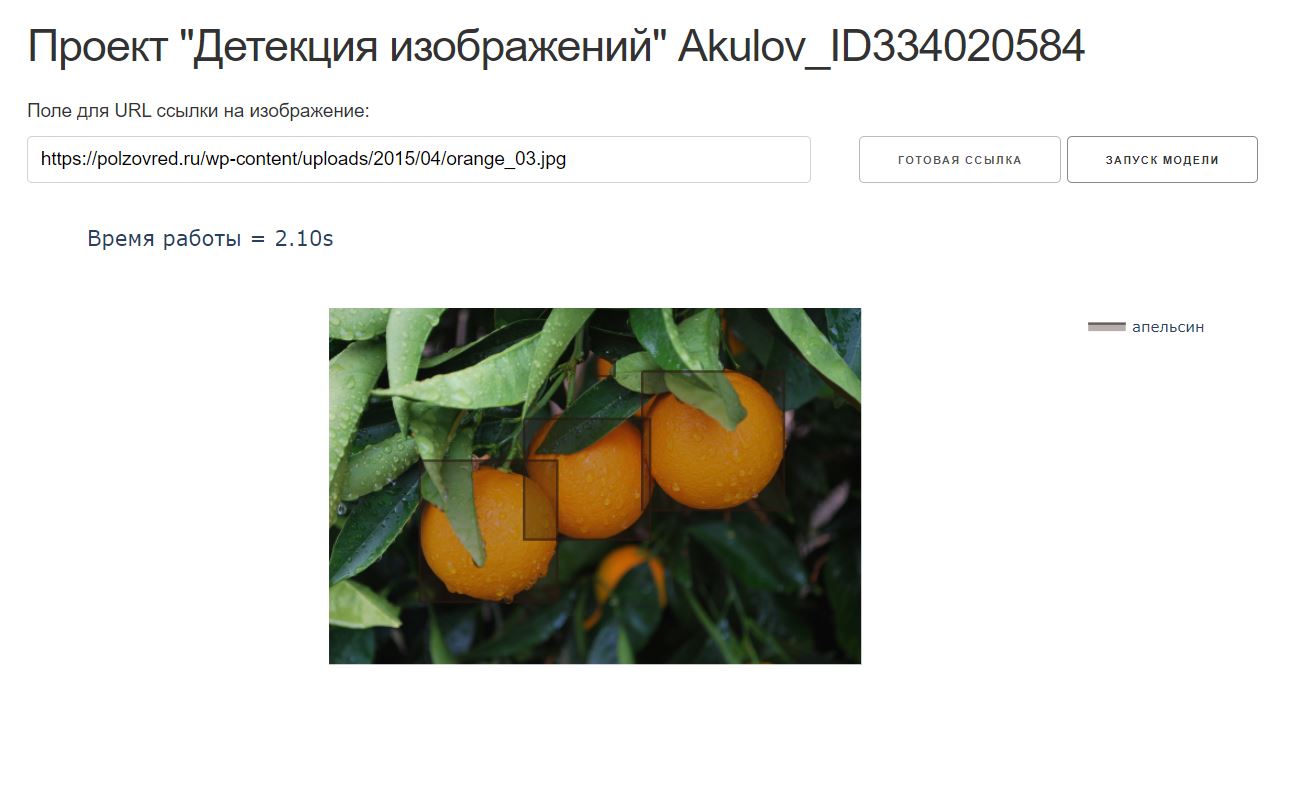 Проект "Детекция изображений" Akulov_ID334020584
Поле для URL ссылки на изображение:
https://polzovred.ru/wp-content/uploads/2015/04/orange_03.jpg
ГОТОВАЯ ССЫЛКА
ЗАПУСК МОДЕЛИ
Время работы = 2.10s
апельсин